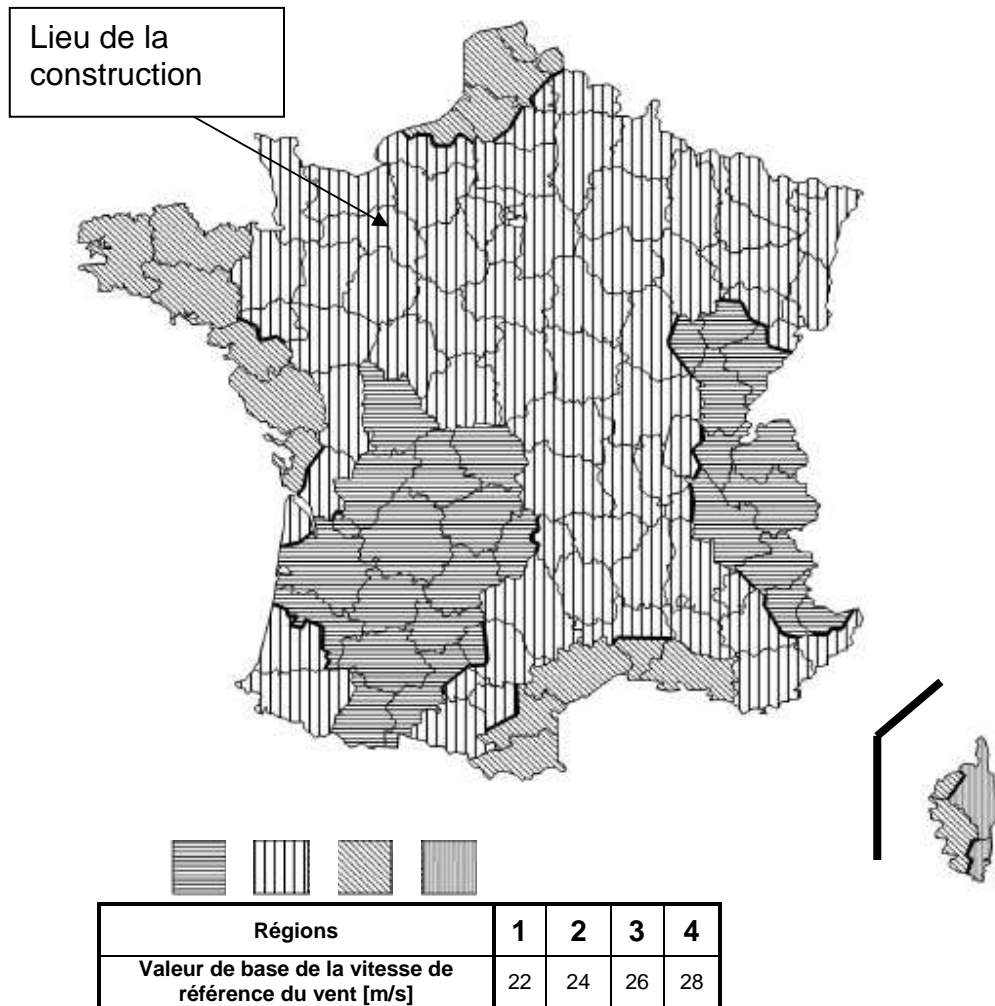 Lieu de la
construction
Régions 1 2 3 4
Valeur de base de la vitesse de
référence du vent [m/s] 22 24 26 28